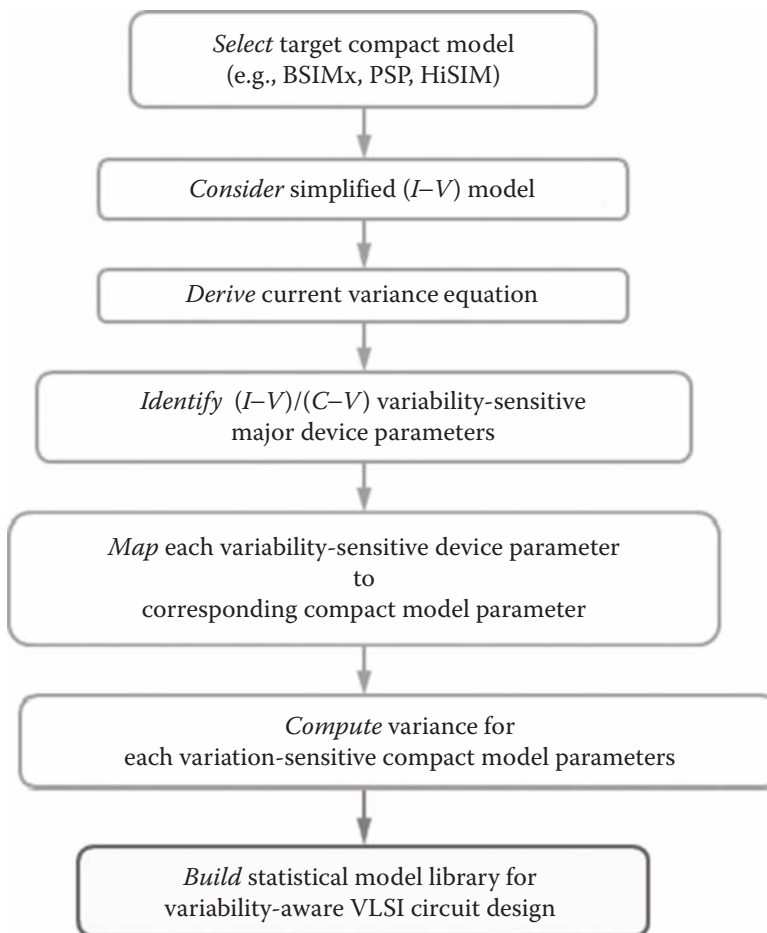 Select target compact model
(e.g., BSIMx, PSP, HiSIM)
Consider simplified (I–V) model
Derive current variance equation
Identify (I–V)/(C–V) variability-sensitive
major device parameters
Map each variability-sensitive device parameter
to
corresponding compact model parameter
Compute variance for
each variation-sensitive compact model parameters
Build statistical model library for
variability-aware VLSI circuit design